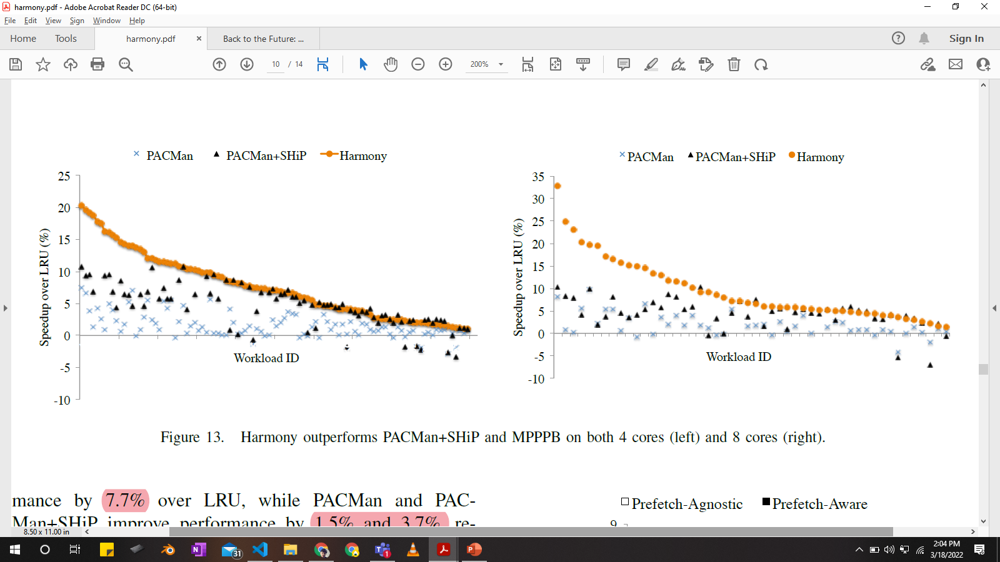 harmony.pdf - Adobe Acrobat Reader DC (64-bit)
File Edit View Sign Window Help
Home Tools harmony.pdf × Back to the Future: ... Sign In
10 / 14 200%
PACMan PACMan+SHiP Harmony
25
20
15
10
5
0
-5
-10
Speedup over LRU (%)
Workload ID
PACMan PACMan+SHiP Harmony
35
30
25
20
15
10
5
0
-5
-10
Speedup over LRU (%)
Workload ID
Figure 13. Harmony outperforms PACMan+SHiP and MPPPB on both 4 cores (left) and 8 cores (right).
mance by 7.7% over LRU, while PACMan and PAC-
Man+SHiP improve performance by 1.5% and 3.7% re-
Prefetch-Agnostic Prefetch-Aware
9
8.50 x 11.00 in
31
1
2:04 PM
3/18/2022